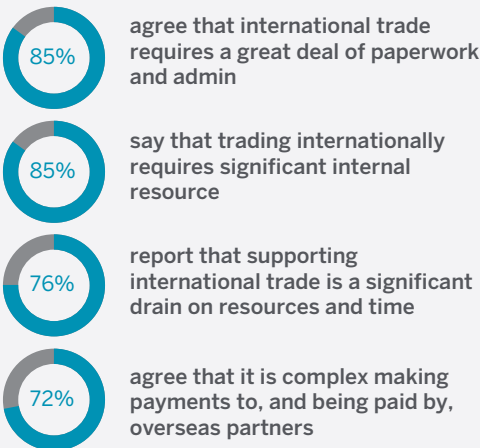 85%
agree that international trade
requires a great deal of paperwork
and admin
85%
say that trading internationally
requires significant internal
resource
76%
report that supporting
international trade is a significant
drain on resources and time
72%
agree that it is complex making
payments to, and being paid by,
overseas partners